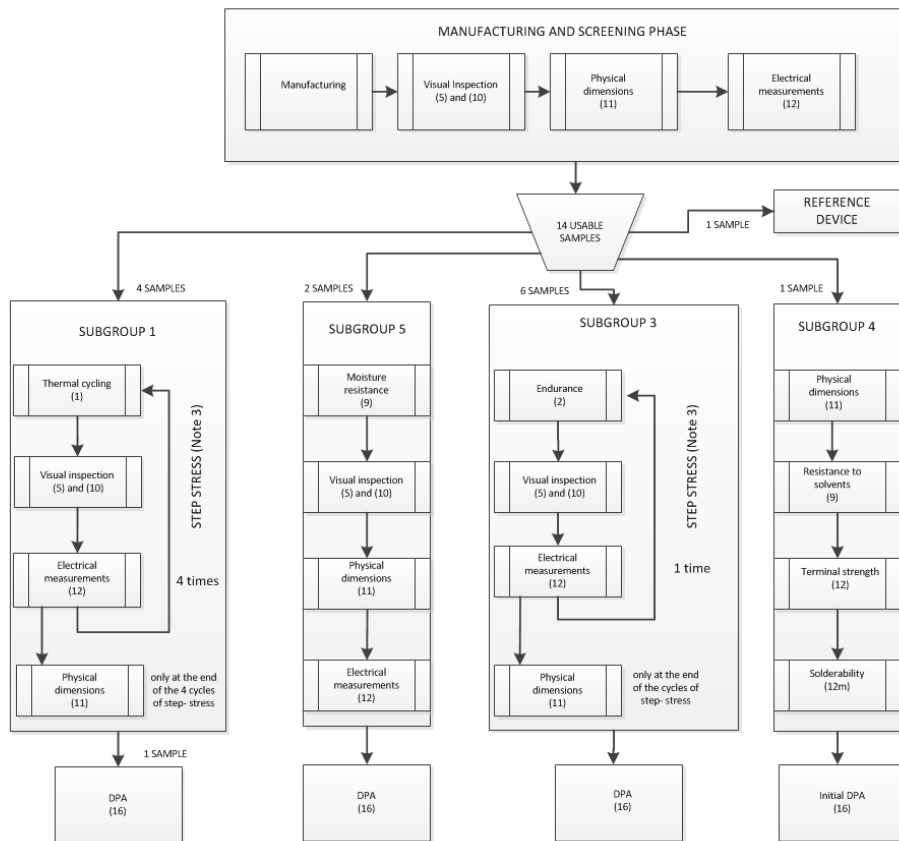 MANUFACTURING AND SCREENING PHASE
Manufacturing
Visual Inspection
(5) and (10)
Physical
dimensions
(11)
Electrical
measurements
(12)
14 USABLE
SAMPLES
1 SAMPLE
REFERENCE
DEVICE
4 SAMPLES
2 SAMPLES
6 SAMPLES
1 SAMPLE
SUBGROUP 1
Thermal cycling
(1)
Visual inspection
(5) and (10)
Electrical
measurements
(12)
STEP STRESS (Note 3)
4 times
Physical
dimensions
(11)
only at the end
of the 4 cycles
of step- stress
1 SAMPLE
DPA
(16)
SUBGROUP 5
Moisture
resistance
(9)
Visual inspection
(5) and (10)
Physical
dimensions
(11)
Electrical
measurements
(12)
DPA
(16)
SUBGROUP 3
Endurance
(2)
Visual inspection
(5) and (10)
Electrical
measurements
(12)
STEP STRESS (Note 3)
1 time
Physical
dimensions
(11)
only at the end
of the cycles of
step- stress
DPA
(16)
SUBGROUP 4
Physical
dimensions
(11)
Resistance to
solvents
(9)
Terminal strength
(12)
Solderability
(12m)
Initial DPA
(16)